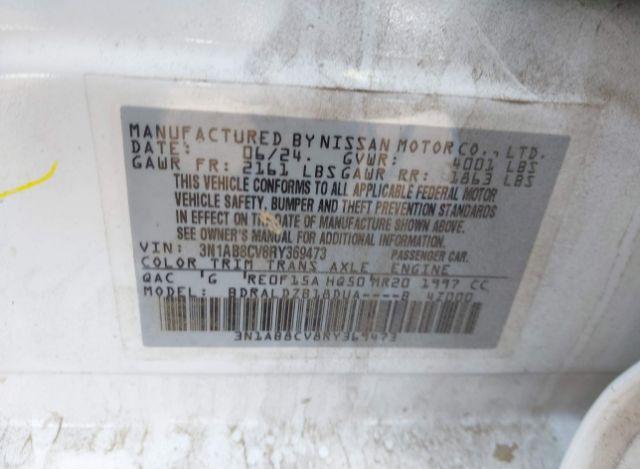 MANUFACTURED BY NISSAN MOTOR CO., LTD.
DATE: 06/24. GVWR: 4001 LBS
GAWR FR: 2161 LBS GAWR RR: 1863 LBS
THIS VEHICLE CONFORMS TO ALL APPLICABLE FEDERAL MOTOR
VEHICLE SAFETY, BUMPER AND THEFT PREVENTION STANDARDS
IN EFFECT ON THE DATE OF MANUFACTURE SHOWN ABOVE.
SEE OWNER'S MANUAL FOR ADDITIONAL INFORMATION.
VIN: 3N1AB8CV8RY369473 PASSENGER CAR.
COLOR TRIM TRANS AXLE ENGINE
QAC 'G RE0F15A HQ50 MR20 1997 CC
MODEL: BDRALDZB18DUA----B 4Z000
3N1AB8CV8RY369473